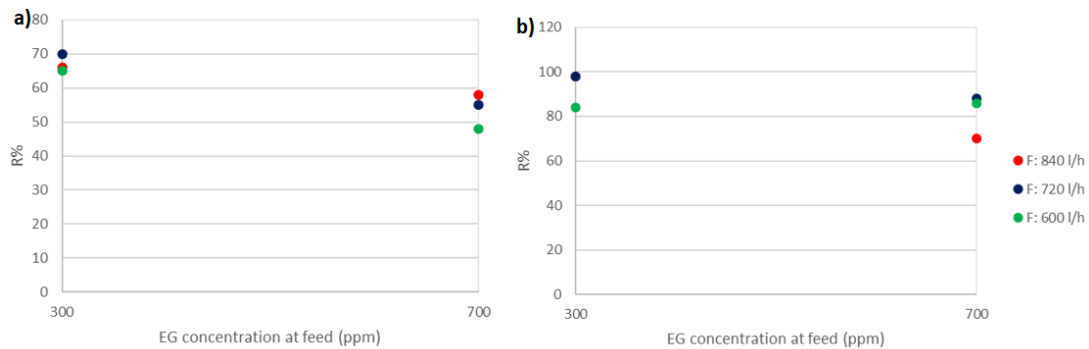 a)
80
70
60
50
40
30
20
10
0
R%
300
700
EG concentration at feed (ppm)
b)
120
100
80
60
40
20
0
R%
300
700
EG concentration at feed (ppm)
F: 840 l/h
F: 720 l/h
F: 600 l/h